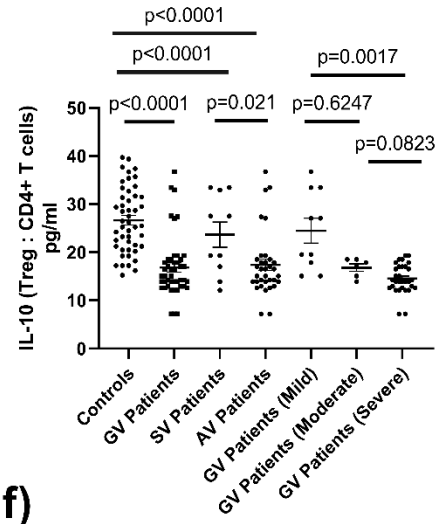 p<0.0001
p<0.0001
p=0.0017
p<0.0001
p=0.021
p=0.6247
p=0.0823
IL-10 (Treg : CD4+ T cells)
pg/ml
50
40
30
20
10
0
Controls
GV Patients
SV Patients
AV Patients
GV Patients (Mild)
GV Patients (Moderate)
GV Patients (Severe)
f)